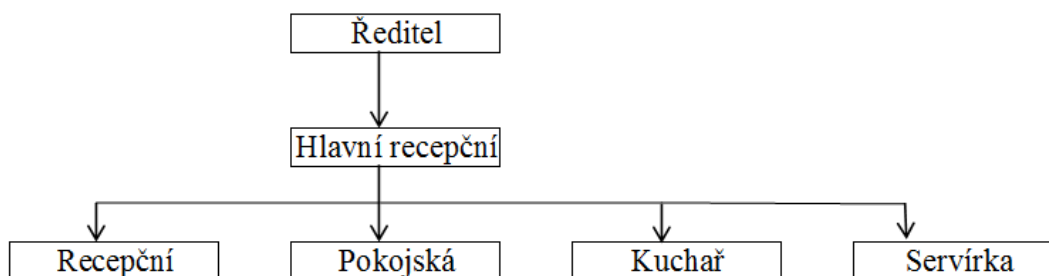 Ředitel
Hlavní recepční
Recepční
Pokojská
Kuchař
Servírka